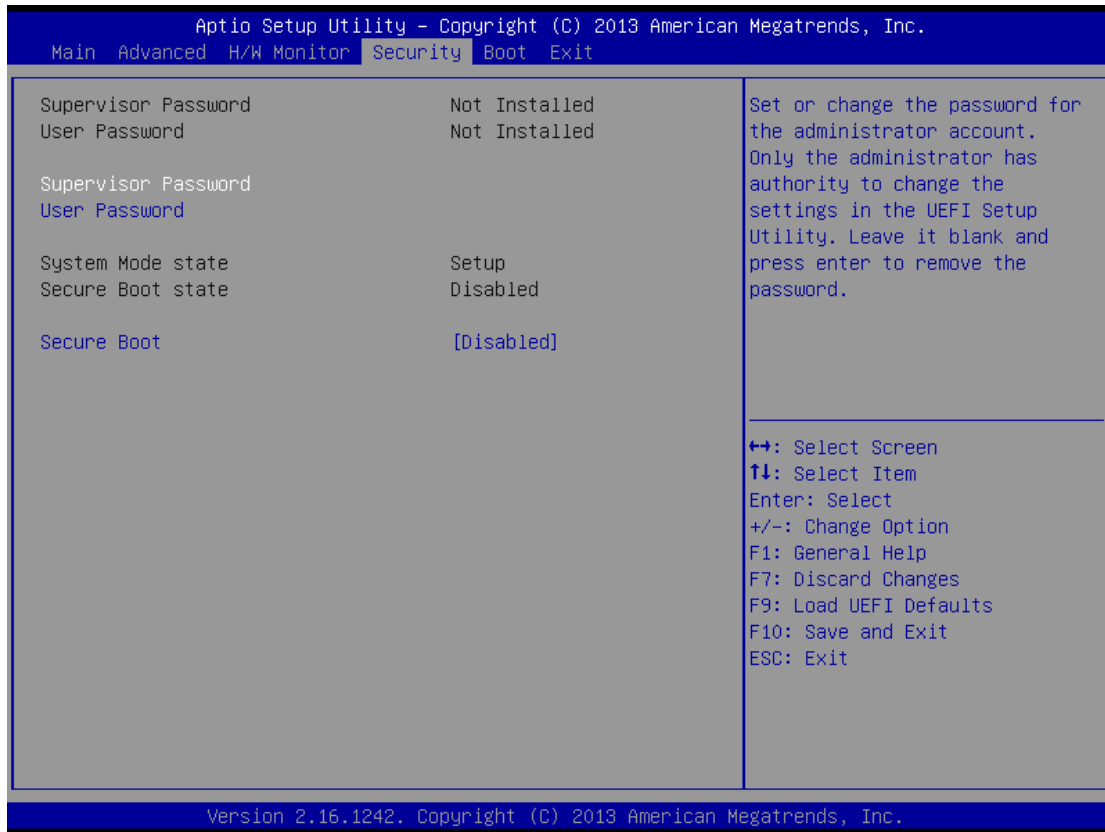 Aptio Setup Utility – Copyright (C) 2013 American Megatrends, Inc.
Main Advanced H/W Monitor Security Boot Exit
Supervisor Password Not Installed
User Password Not Installed
Supervisor Password
User Password
System Mode state Setup
Secure Boot state Disabled
Secure Boot [Disabled]
Set or change the password for
the administrator account.
Only the administrator has
authority to change the
settings in the UEFI Setup
Utility. Leave it blank and
press enter to remove the
password.
←→: Select Screen
↑↓: Select Item
Enter: Select
+/-: Change Option
F1: General Help
F7: Discard Changes
F9: Load UEFI Defaults
F10: Save and Exit
ESC: Exit
Version 2.16.1242. Copyright (C) 2013 American Megatrends, Inc.